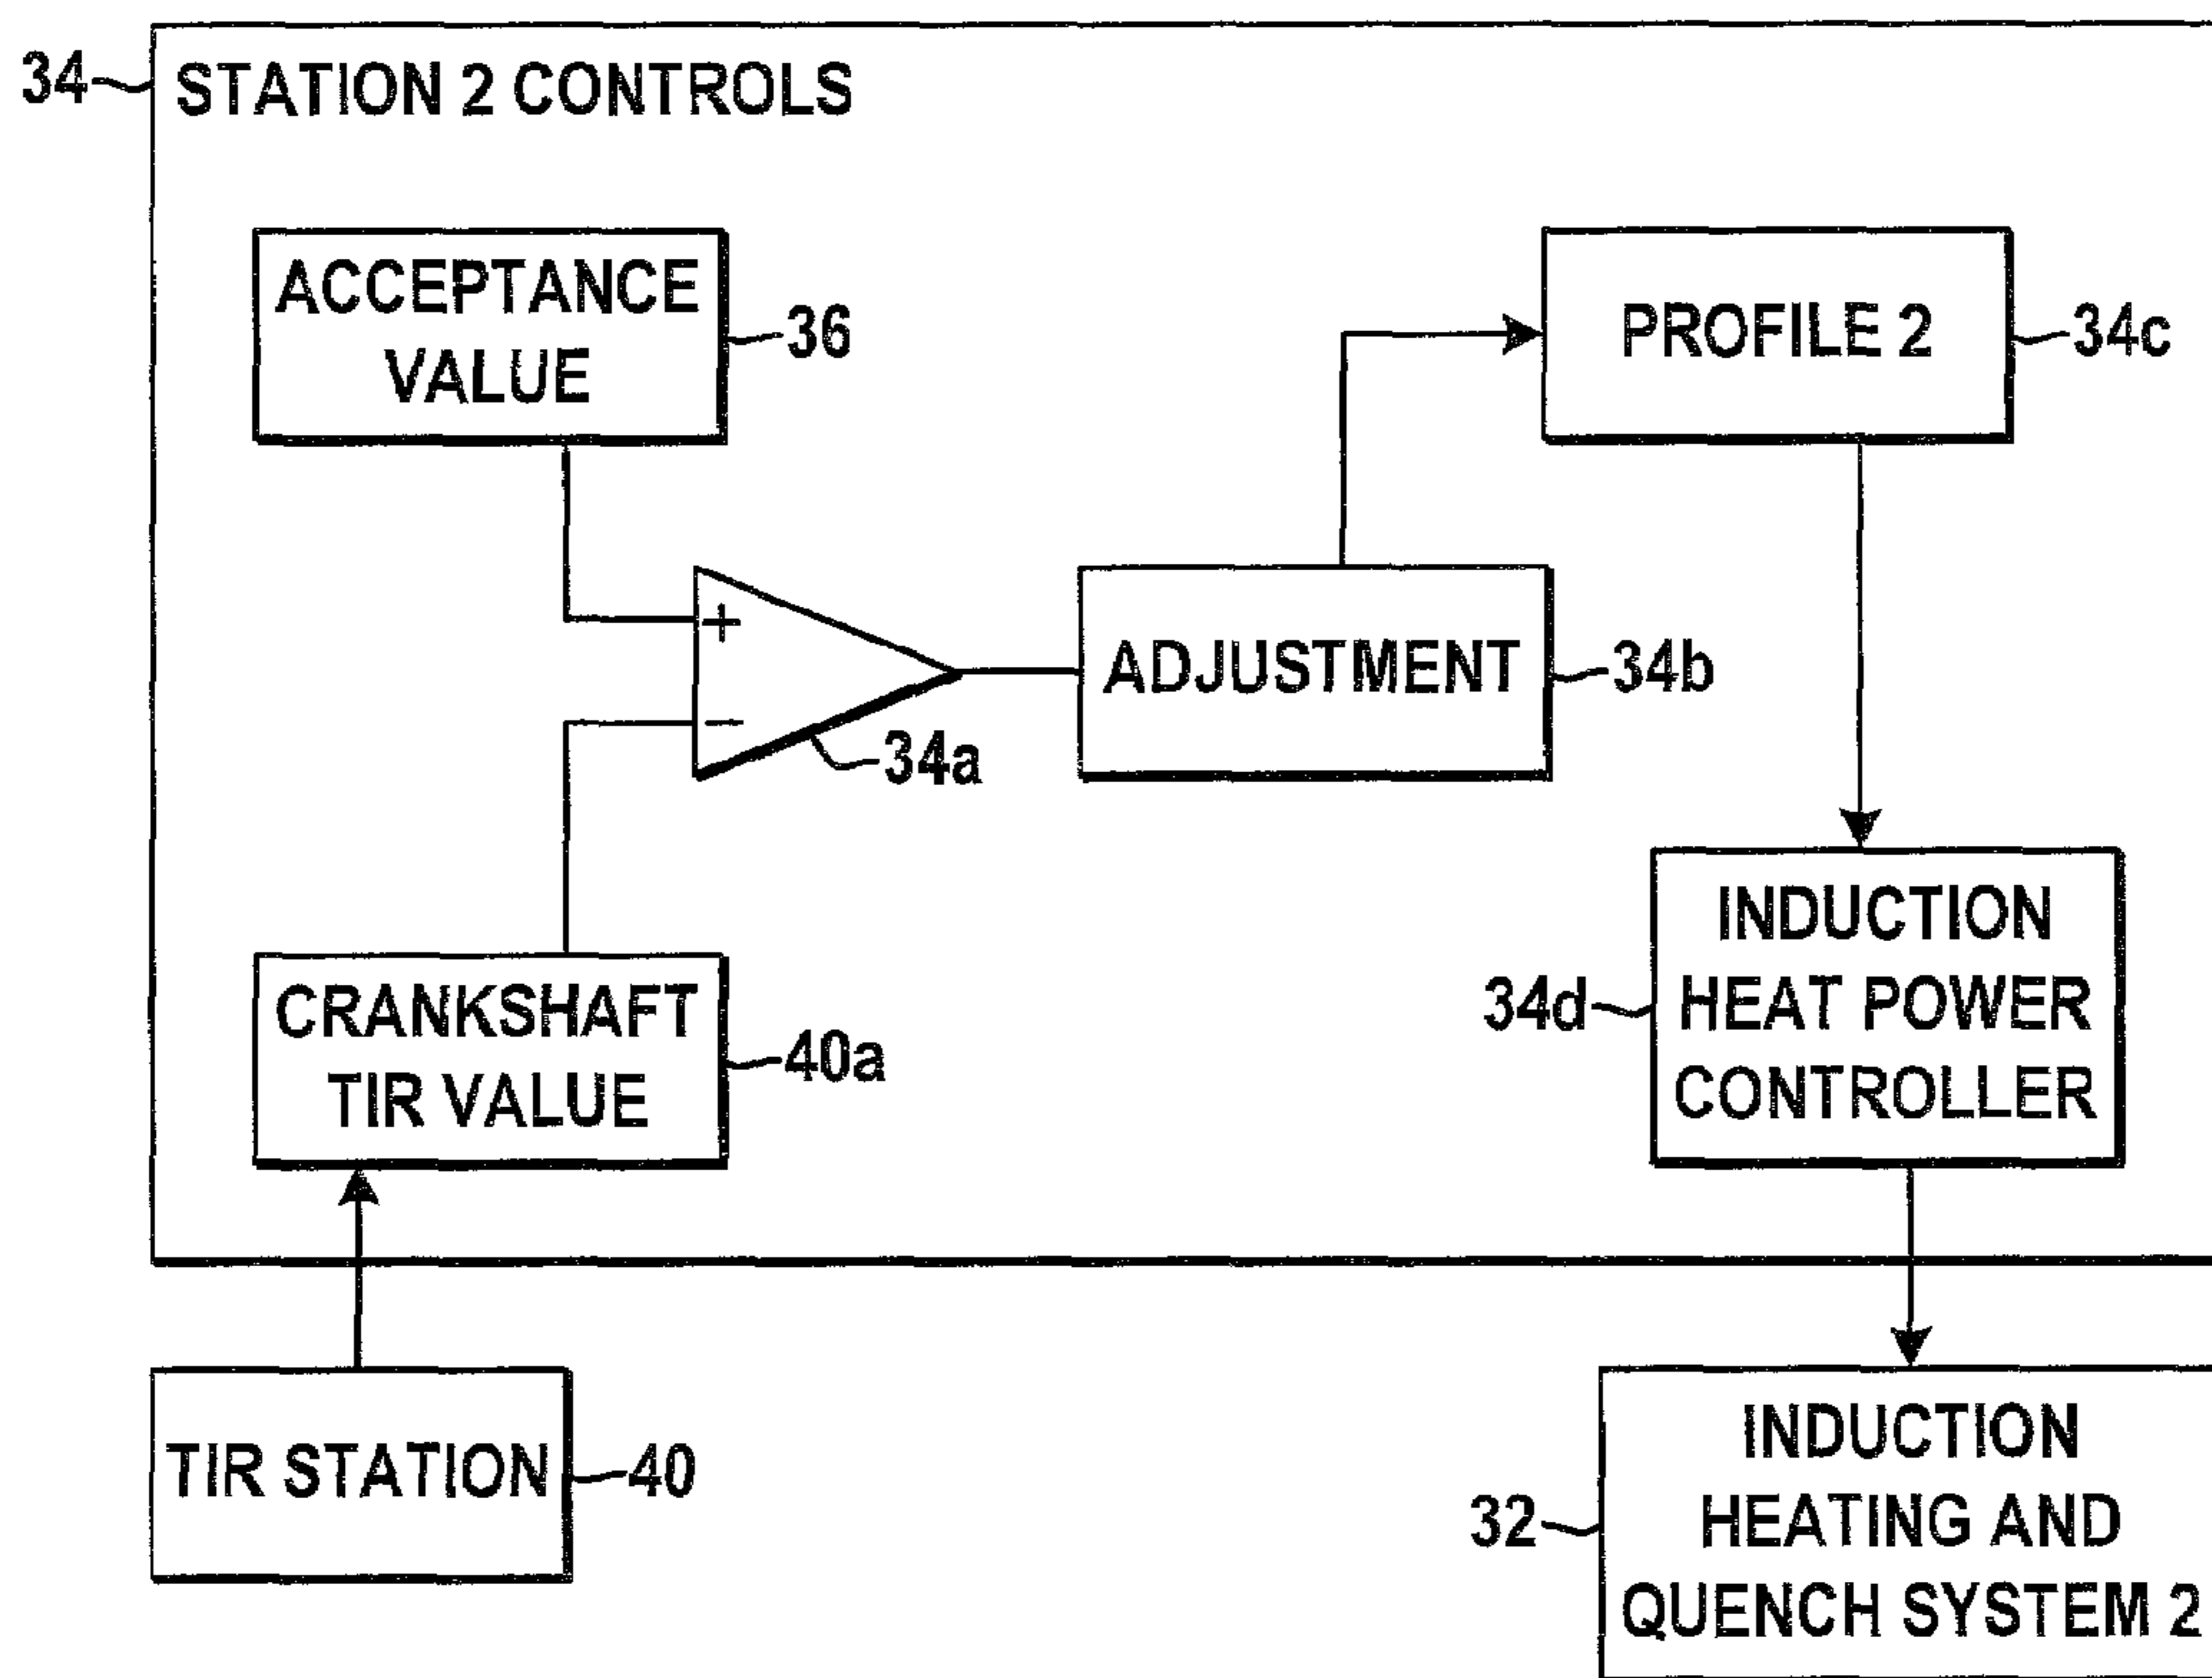 34
STATION 2 CONTROLS
ACCEPTANCE
VALUE
36
PROFILE 2
34c
+
−
34a
ADJUSTMENT
34b
CRANKSHAFT
TIR VALUE
40a
INDUCTION
HEAT POWER
CONTROLLER
34d
TIR STATION
40
INDUCTION
HEATING AND
QUENCH SYSTEM 2
32